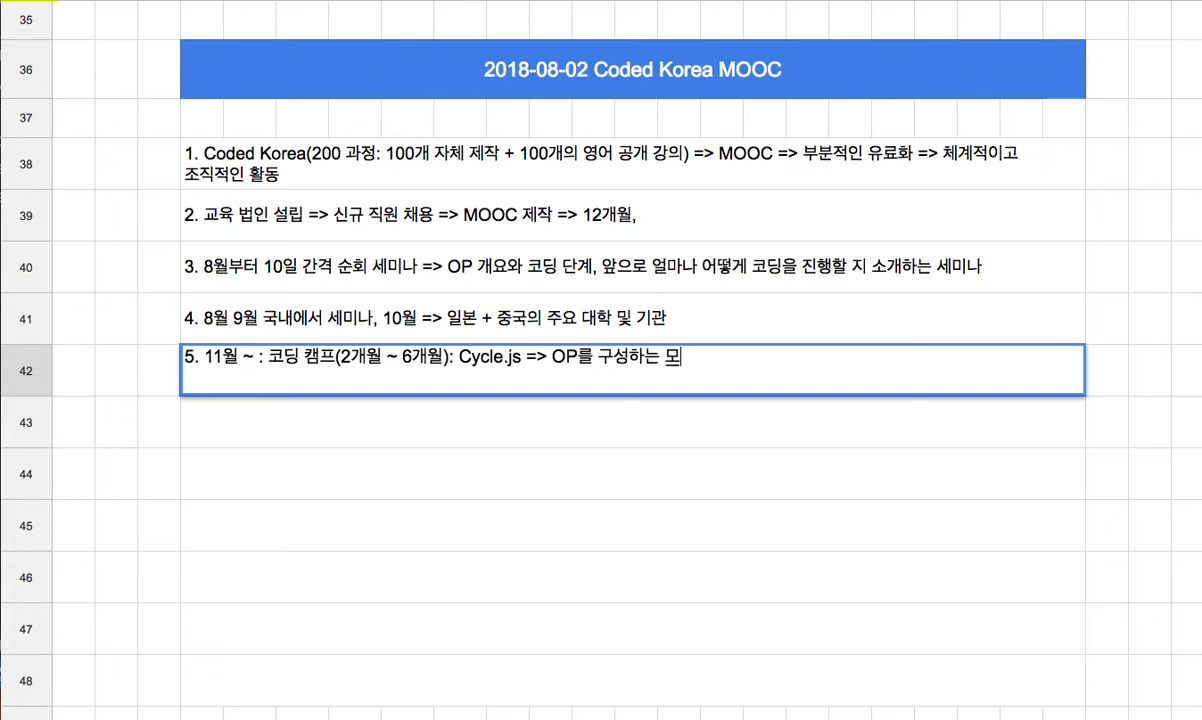 35
36
2018-08-02 Coded Korea MOOC
37
38
1. Coded Korea(200 과정: 100개 자체 제작 + 100개의 영어 공개 강의) => MOOC => 부분적인 유료화 => 체계적이고
조직적인 활동
39
2. 교육 법인 설립 => 신규 직원 채용 => MOOC 제작 => 12개월,
40
3. 8월부터 10일 간격 순회 세미나 => OP 개요와 코딩 단계, 앞으로 얼마나 어떻게 코딩을 진행할 지 소개하는 세미나
41
4. 8월 9월 국내에서 세미나, 10월 => 일본 + 중국의 주요 대학 및 기관
42
5. 11월 ~ : 코딩 캠프(2개월 ~ 6개월): Cycle.js => OP를 구성하는 모
43
44
45
46
47
48